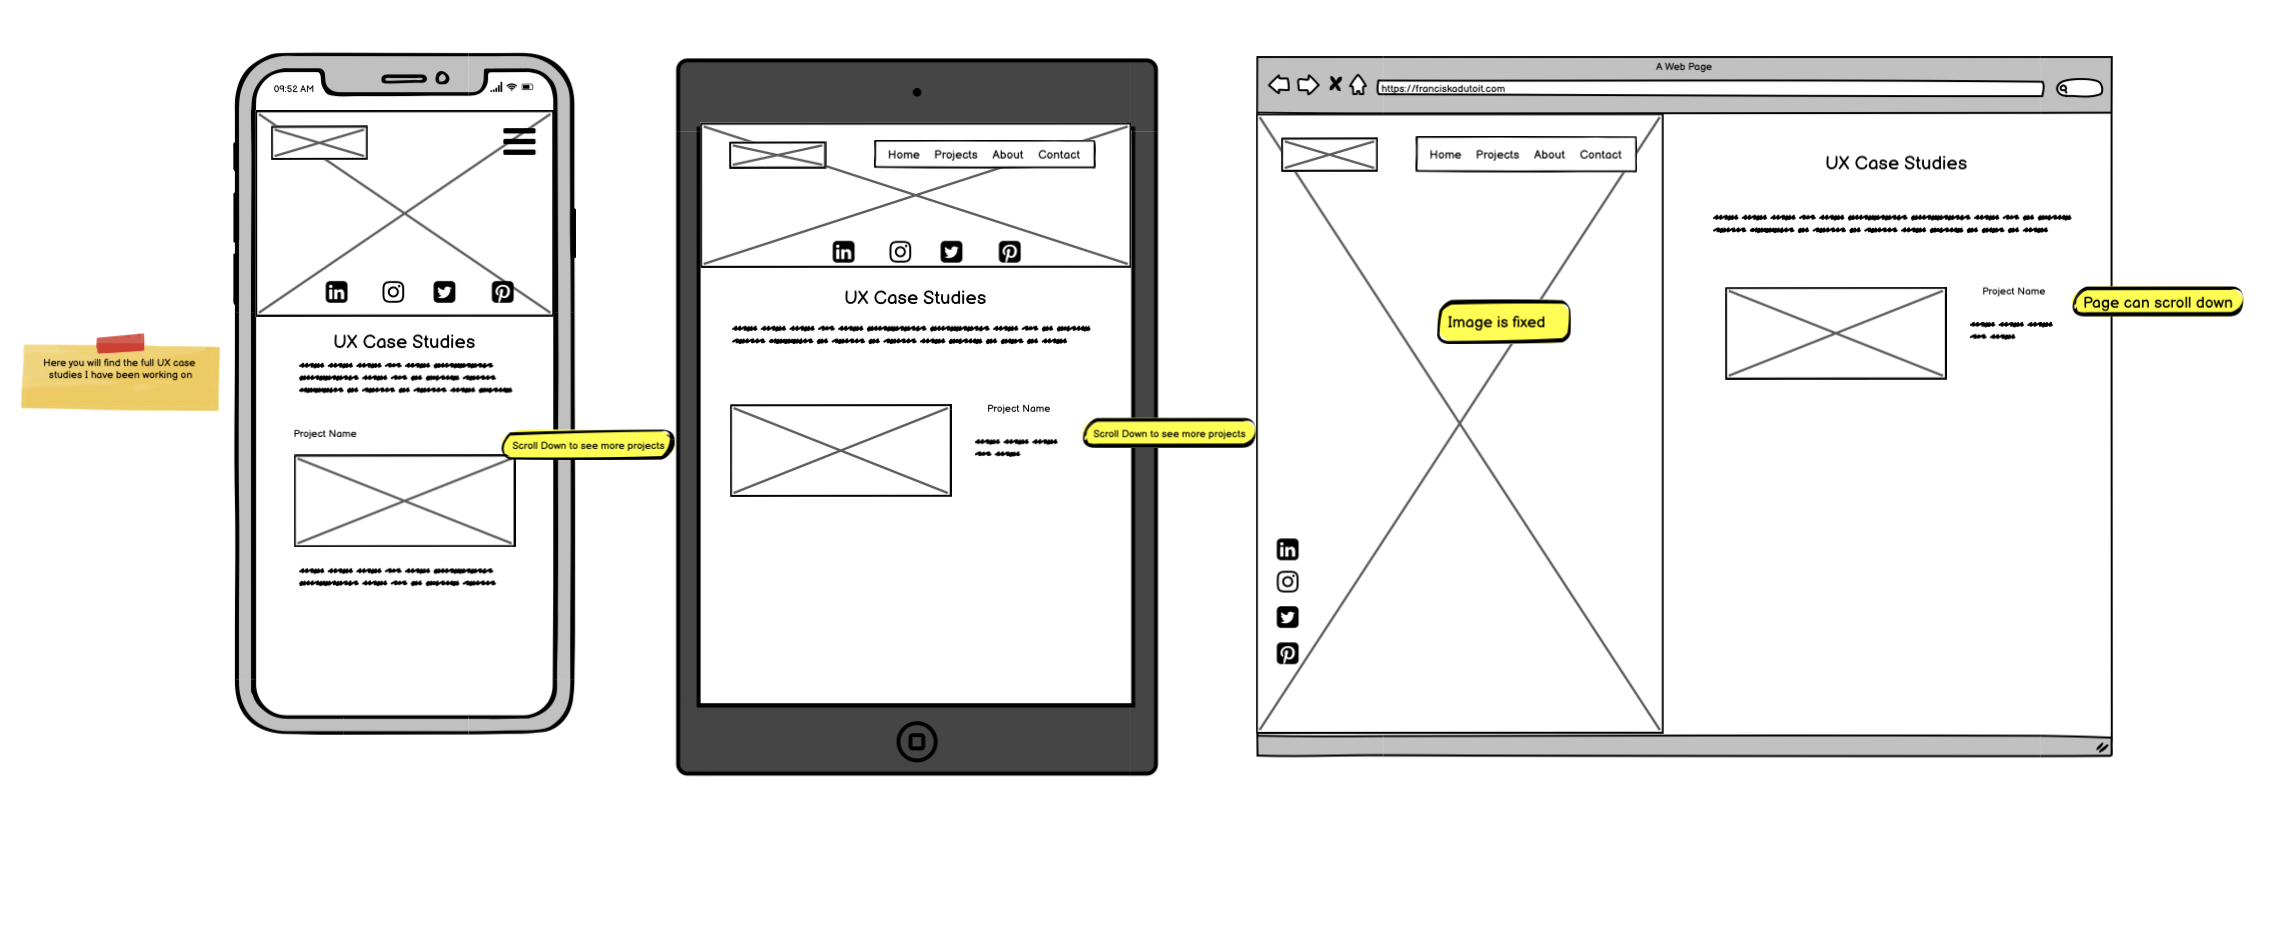 Here you will find the full UX case
studies I have been working on
09:52 AM
UX Case Studies
Project Name
Scroll Down to see more projects
Home Projects About Contact
UX Case Studies
Project Name
Scroll Down to see more projects
A Web Page
https://franciskadutoit.com
Home Projects About Contact
Image is fixed
UX Case Studies
Project Name
Page can scroll down